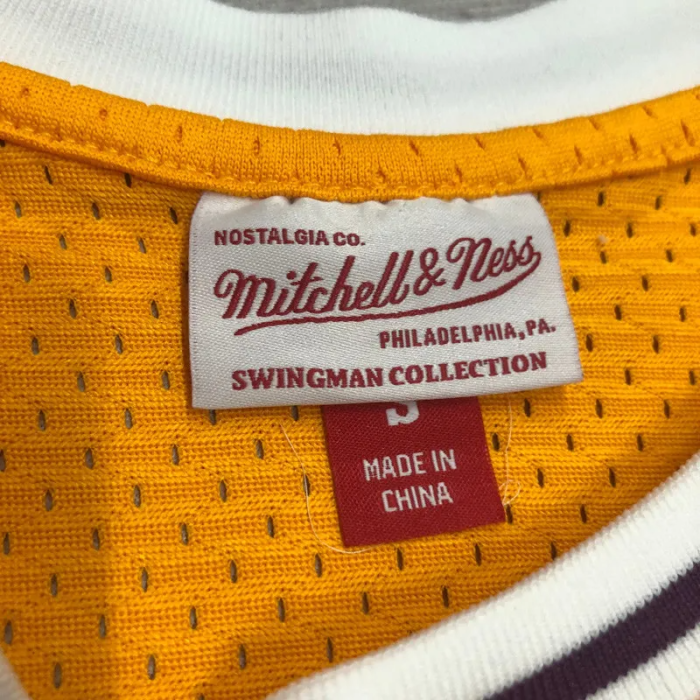 NOSTALGIA CO.
Mitchell & Ness
PHILADELPHIA, PA.
SWINGMAN COLLECTION
S
MADE IN
CHINA